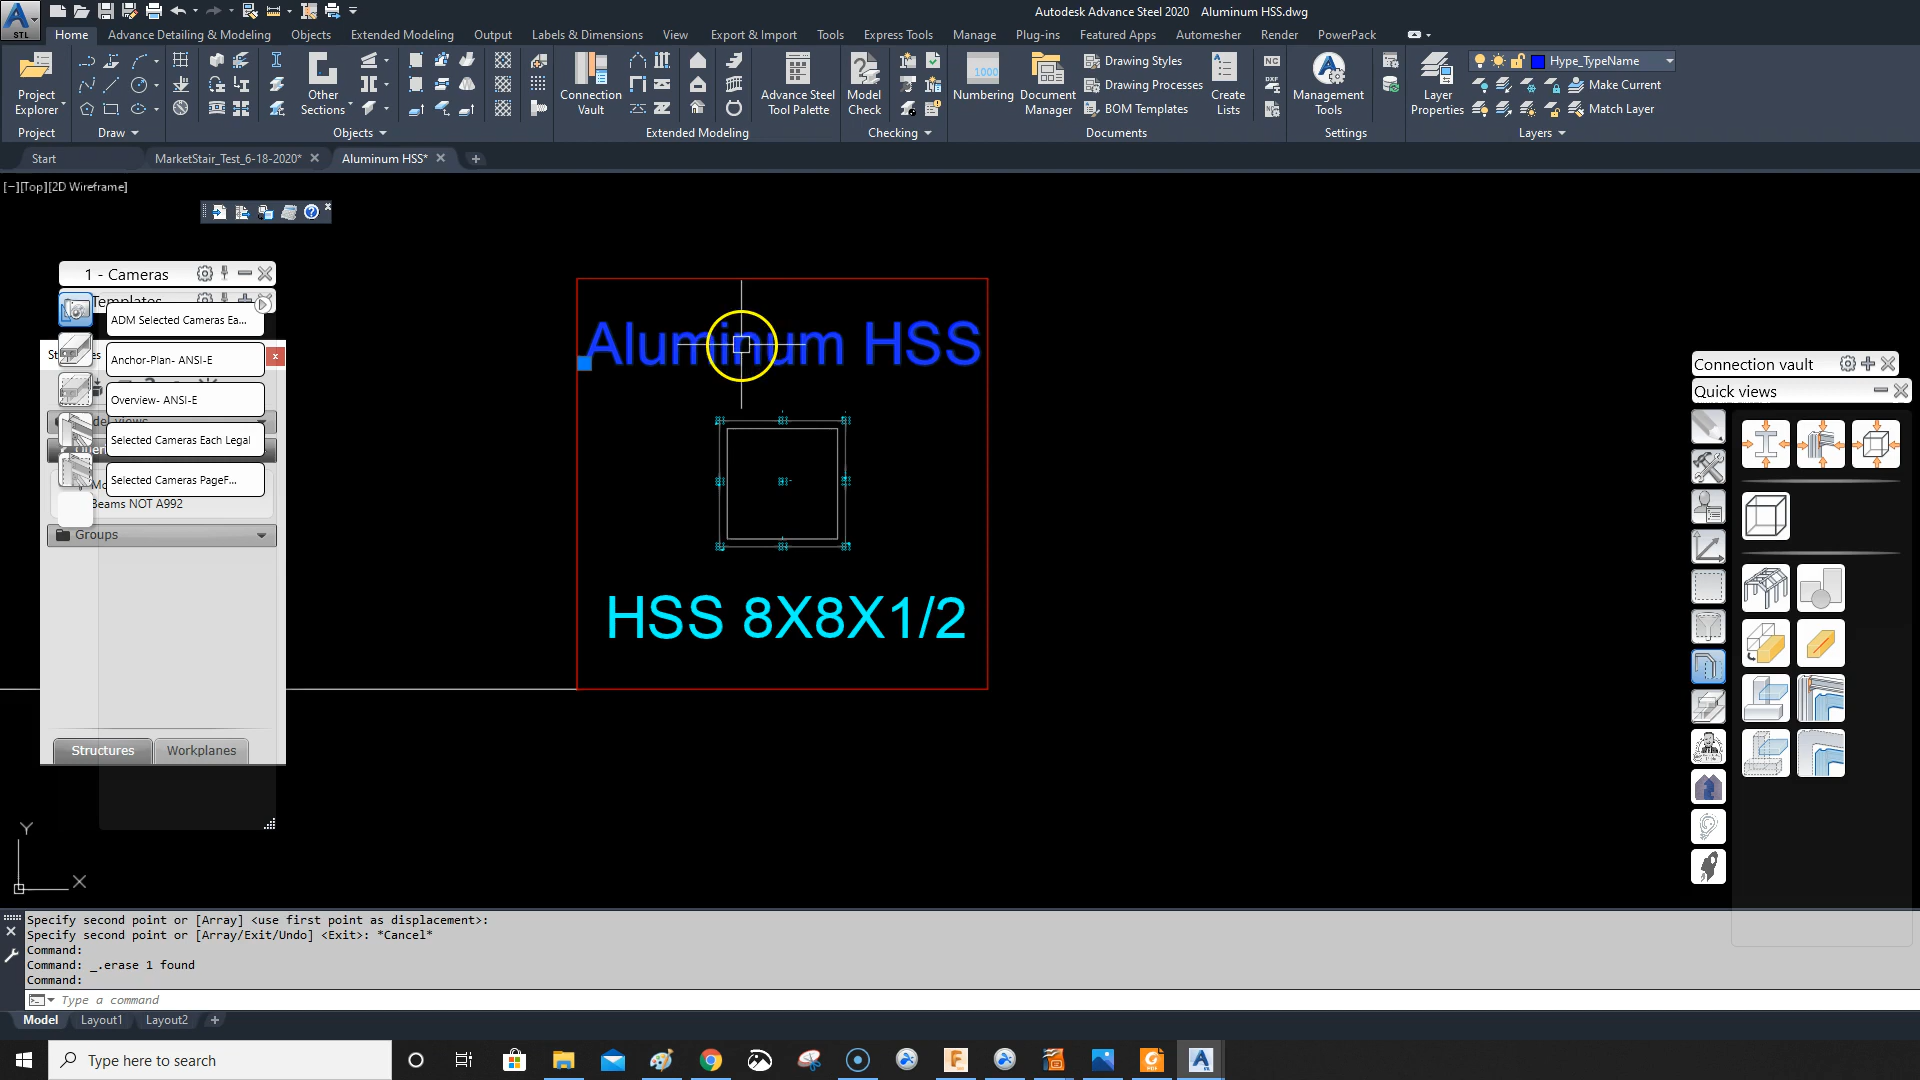 Autodesk Advance Steel 2020 Aluminum HSS.dwg
STL
Home Advance Detailing & Modeling Objects Extended Modeling Output Labels & Dimensions View Export & Import Tools Express Tools Manage Plug-ins Featured Apps Automesher Render PowerPack
Project Explorer
Other Sections
Connection Vault
Advance Steel Tool Palette
Model Check
1000
Numbering
Document Manager
Drawing Styles
Drawing Processes
BOM Templates
Create Lists
NC
DXF
NC
Management Tools
Layer Properties
Hype_TypeName
Make Current
Match Layer
Project Draw Objects Extended Modeling Checking Documents Settings Layers
Start MarketStair_Test_6-18-2020* Aluminum HSS*
[−][Top][2D Wireframe]
1 - Cameras
Templates
ADM Selected Cameras Ea...
Anchor-Plan- ANSI-E
Overview- ANSI-E
Selected Cameras Each Legal
Selected Cameras PageF...
Beams NOT A992
Groups
Structures Workplanes
Aluminum HSS
HSS 8X8X1/2
Connection vault
Quick views
Y
X
Specify second point or [Array] <use first point as displacement>:
Specify second point or [Array/Exit/Undo] <Exit>: *Cancel*
Command:
Command: _.erase 1 found
Command:
Type a command
Model Layout1 Layout2
Type here to search